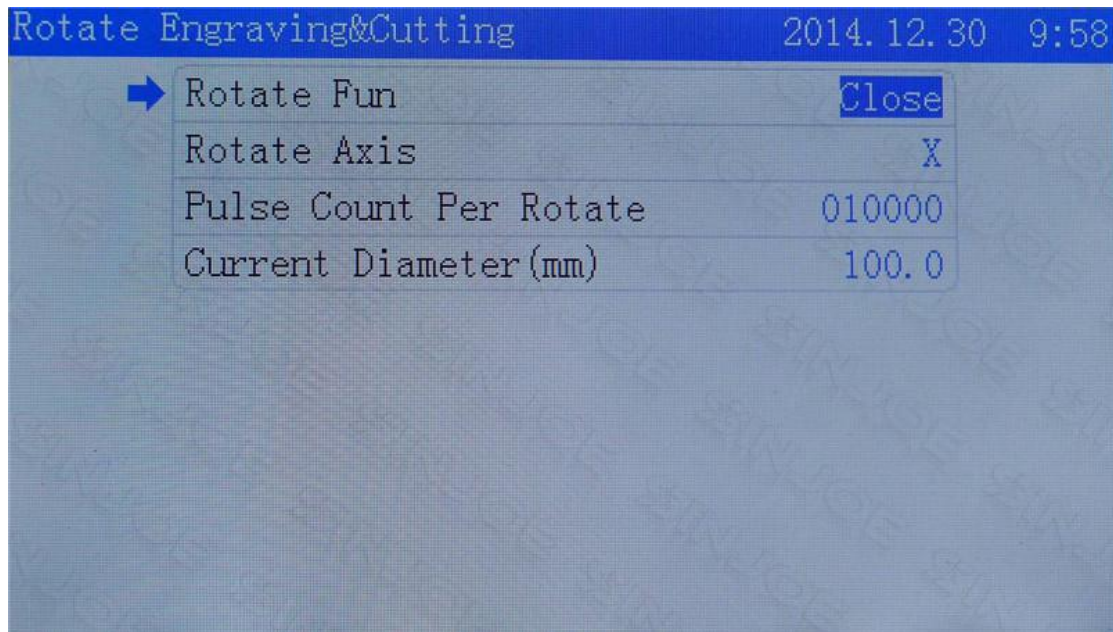 Rotate Engraving&Cutting 2014. 12. 30 9:58
Rotate Fun Close
Rotate Axis X
Pulse Count Per Rotate 010000
Current Diameter(mm) 100. 0